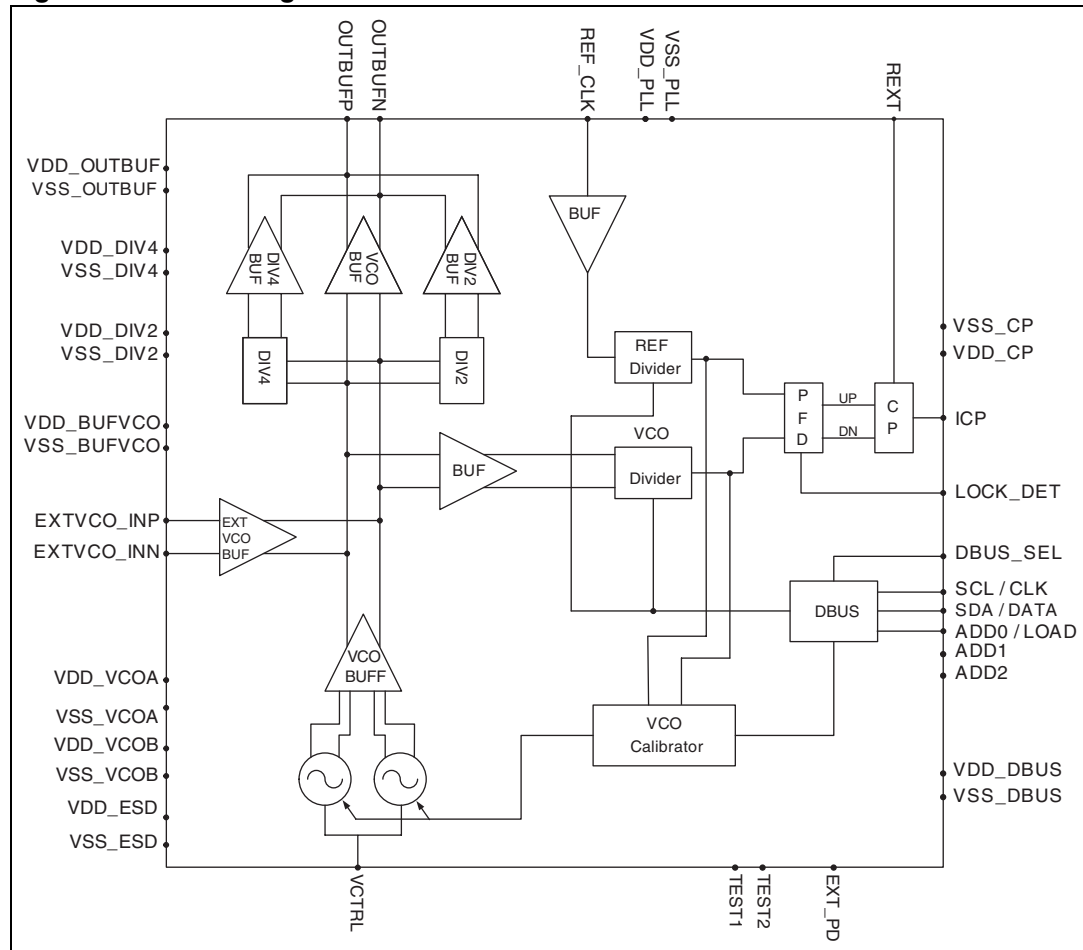 OUTBUFP
OUTBUFN
REF_CLK
VDD_PLL
VSS_PLL
REXT
VDD_OUTBUF
VSS_OUTBUF
VDD_DIV4
VSS_DIV4
VDD_DIV2
VSS_DIV2
VDD_BUFVCO
VSS_BUFVCO
EXTVCO_INP
EXTVCO_INN
VDD_VCOA
VSS_VCOA
VDD_VCOB
VSS_VCOB
VDD_ESD
VSS_ESD
DIV4
BUF
VCO
BUF
DIV2
BUF
DIV4
DIV2
BUF
REF
Divider
VCO
Divider
BUF
EXT
VCO
BUF
VCO
BUFF
P
F
D
UP
DN
C
P
DBUS
VCO
Calibrator
VSS_CP
VDD_CP
ICP
LOCK_DET
DBUS_SEL
SCL / CLK
SDA / DATA
ADD0 / LOAD
ADD1
ADD2
VDD_DBUS
VSS_DBUS
VCTRL
TEST1
TEST2
EXT_PD